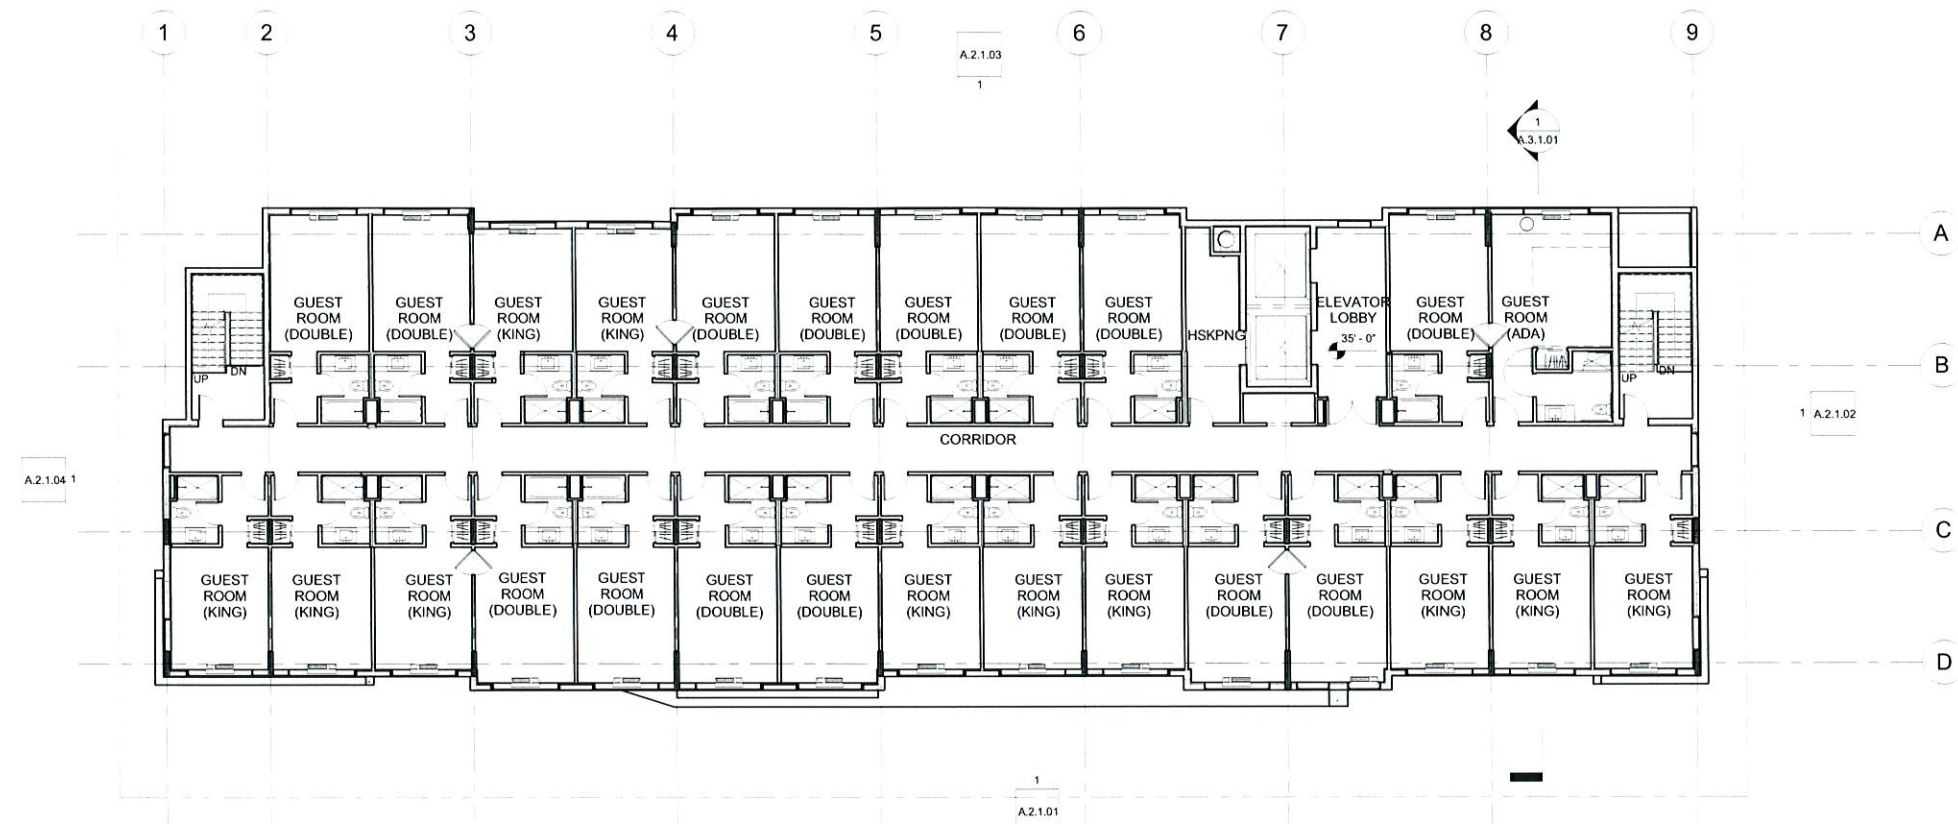 1 2 3 4 5 6 7 8 9
A.2.1.03
1
1
A.3.1.01
A
GUEST ROOM (DOUBLE)
GUEST ROOM (DOUBLE)
GUEST ROOM (KING)
GUEST ROOM (KING)
GUEST ROOM (DOUBLE)
GUEST ROOM (DOUBLE)
GUEST ROOM (DOUBLE)
GUEST ROOM (DOUBLE)
GUEST ROOM (DOUBLE)
HSKPNG
ELEVATOR LOBBY
35' - 0"
GUEST ROOM (DOUBLE)
GUEST ROOM (ADA)
UP DN
UP DN
B
1 A.2.1.02
CORRIDOR
A.2.1.04 1
C
GUEST ROOM (KING)
GUEST ROOM (KING)
GUEST ROOM (KING)
GUEST ROOM (DOUBLE)
GUEST ROOM (DOUBLE)
GUEST ROOM (DOUBLE)
GUEST ROOM (DOUBLE)
GUEST ROOM (KING)
GUEST ROOM (KING)
GUEST ROOM (KING)
GUEST ROOM (DOUBLE)
GUEST ROOM (DOUBLE)
GUEST ROOM (KING)
GUEST ROOM (KING)
GUEST ROOM (KING)
D
1
A.2.1.01